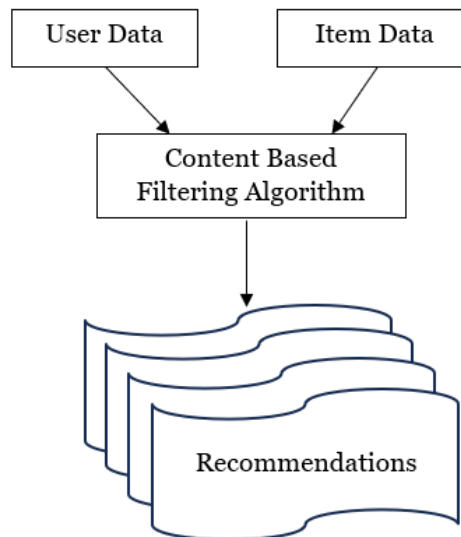 User Data
Item Data
Content Based
Filtering Algorithm
Recommendations